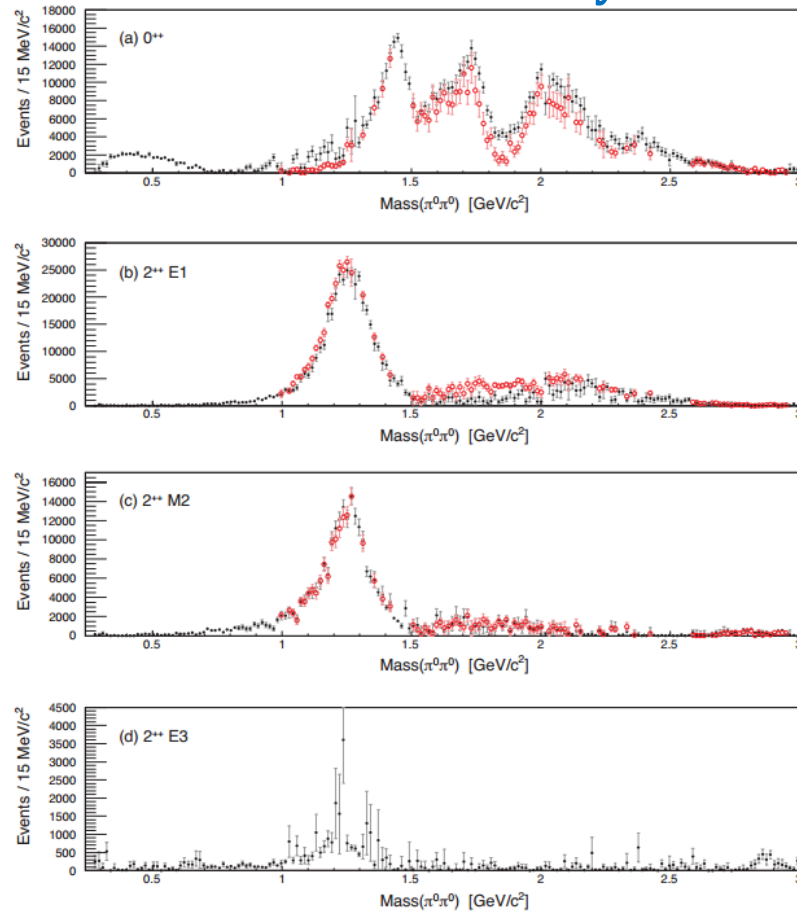 18000
16000
14000
12000
10000
8000
6000
4000
2000
0
Events / 15 MeV/c²
(a) 0⁺⁺
0.5 1 1.5 2 2.5 3
Mass(π⁰π⁰) [GeV/c²]
30000
25000
20000
15000
10000
5000
0
Events / 15 MeV/c²
(b) 2⁺⁺ E1
0.5 1 1.5 2 2.5 3
Mass(π⁰π⁰) [GeV/c²]
16000
14000
12000
10000
8000
6000
4000
2000
0
Events / 15 MeV/c²
(c) 2⁺⁺ M2
0.5 1 1.5 2 2.5 3
Mass(π⁰π⁰) [GeV/c²]
4500
4000
3500
3000
2500
2000
1500
1000
500
0
Events / 15 MeV/c²
(d) 2⁺⁺ E3
0.5 1 1.5 2 2.5 3
Mass(π⁰π⁰) [GeV/c²]